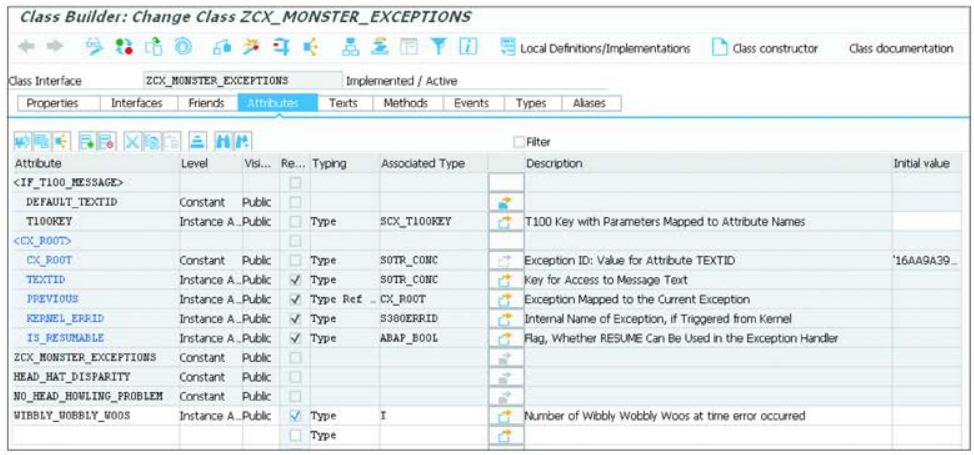 Class Builder: Change Class ZCX_MONSTER_EXCEPTIONS
Local Definitions/Implementations Class constructor Class documentation
Class Interface ZCX_MONSTER_EXCEPTIONS Implemented / Active
Properties Interfaces Friends Attributes Texts Methods Events Types Aliases
Filter
Attribute Level Visi... Re... Typing Associated Type Description Initial value
<IF_T100_MESSAGE>
DEFAULT_TEXTID Constant Public
T100KEY Instance A.. Public Type SCX_T100KEY T100 Key with Parameters Mapped to Attribute Names
<CX_ROOT>
CX_ROOT Constant Public Type SOTR_CONC Exception ID: Value for Attribute TEXTID '16AA9A39...
TEXTID Instance A.. Public Type SOTR_CONC Key for Access to Message Text
PREVIOUS Instance A.. Public Type Ref .. CX_ROOT Exception Mapped to the Current Exception
KERNEL_ERRID Instance A.. Public Type S380ERRID Internal Name of Exception, if Triggered from Kernel
IS_RESUMABLE Instance A.. Public Type ABAP_BOOL Flag, Whether RESUME Can Be Used in the Exception Handler
ZCX_MONSTER_EXCEPTIONS Constant Public
HEAD_HAT_DISPARITY Constant Public
NO_HEAD_HOWLING_PROBLEM Constant Public
WIBBLY_WOBBLY_WOOS Instance A.. Public Type I Number of Wibbly Wobbly Woos at time error occurred
Type